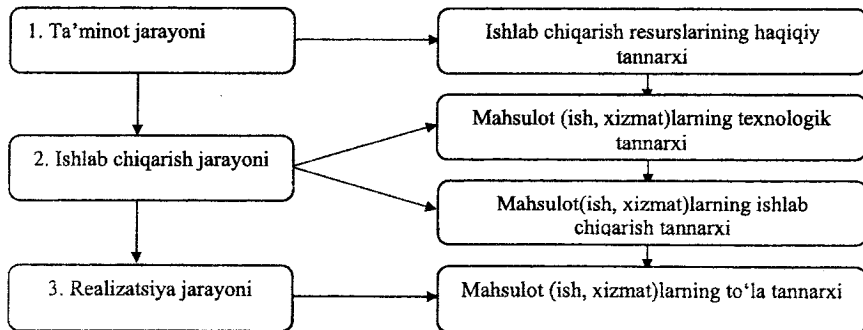 1. Ta’minot jarayoni
Ishlab chiqarish resurslarining haqiqiy
tannarxi
Mahsulot (ish, xizmat)larning texnologik
tannarxi
2. Ishlab chiqarish jarayoni
Mahsulot(ish, xizmat)larning ishlab
chiqarish tannarxi
3. Realizatsiya jarayoni
Mahsulot (ish, xizmat)larning to‘la tannarxi